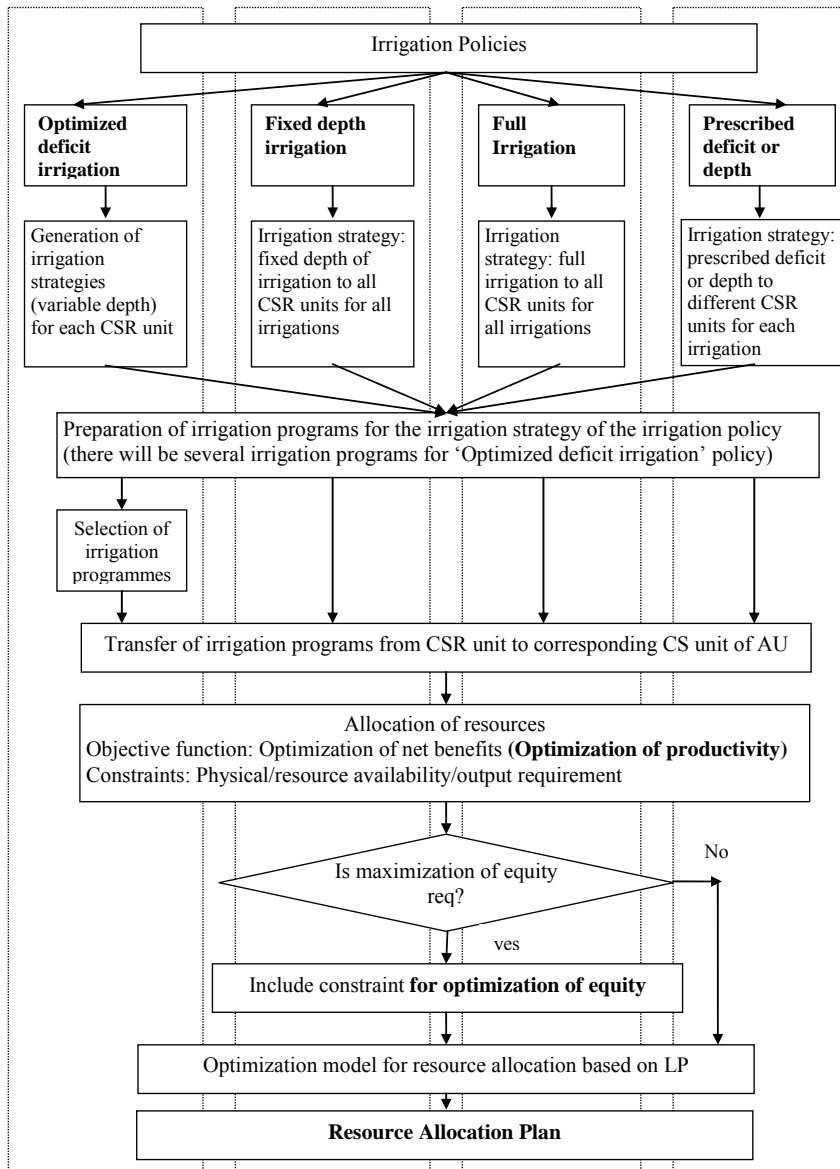 Irrigation Policies
Optimized
deficit
irrigation
Fixed depth
irrigation
Full
Irrigation
Prescribed
deficit or
depth
Generation of
irrigation
strategies
(variable depth)
for each CSR unit
Irrigation strategy:
fixed depth of
irrigation to all
CSR units for all
irrigations
Irrigation
strategy: full
irrigation to all
CSR units for
all irrigations
Irrigation strategy:
prescribed deficit
or depth to
different CSR
units for each
irrigation
Preparation of irrigation programs for the irrigation strategy of the irrigation policy
(there will be several irrigation programs for ‘Optimized deficit irrigation’ policy)
Selection of
irrigation
programmes
Transfer of irrigation programs from CSR unit to corresponding CS unit of AU
Allocation of resources
Objective function: Optimization of net benefits (Optimization of productivity)
Constraints: Physical/resource availability/output requirement
Is maximization of equity
req?
No
yes
Include constraint for optimization of equity
Optimization model for resource allocation based on LP
Resource Allocation Plan